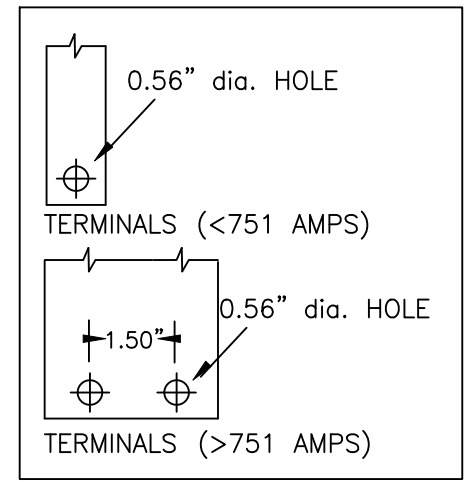 0.56” dia. HOLE
TERMINALS (<751 AMPS)
0.56” dia. HOLE
1.50”
TERMINALS (>751 AMPS)